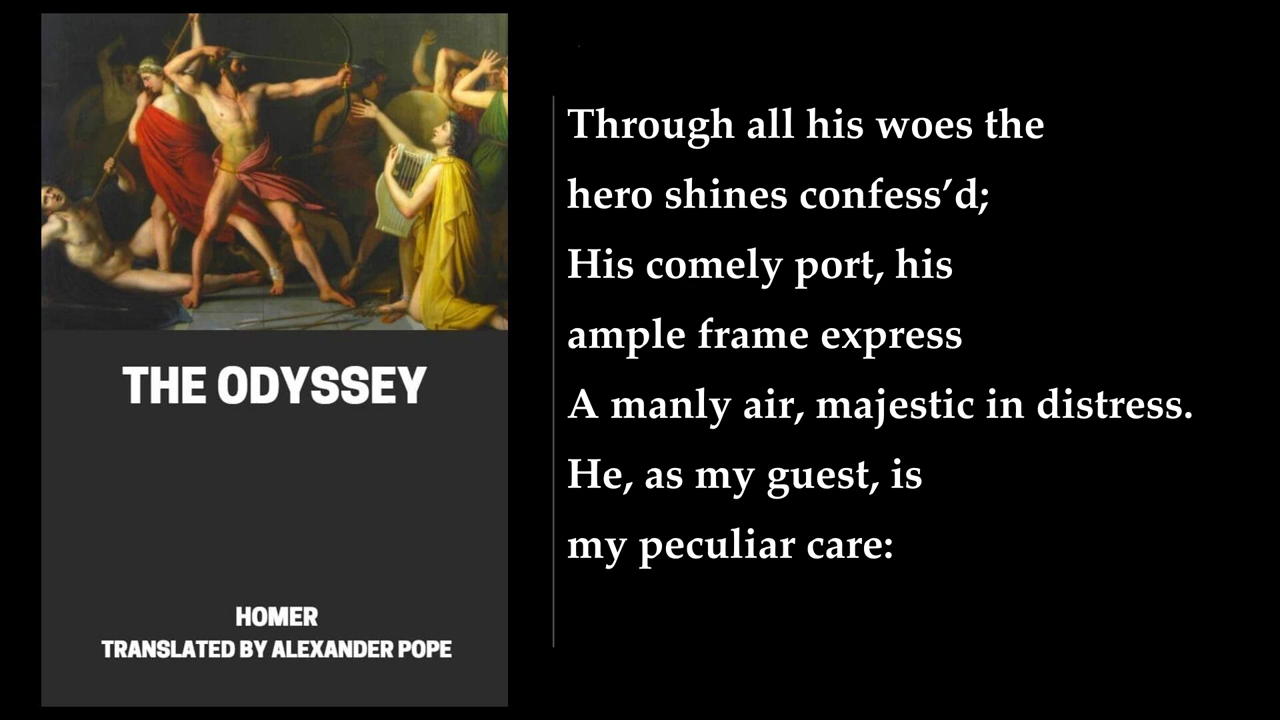 THE ODYSSEY
HOMER
TRANSLATED BY ALEXANDER POPE
Through all his woes the
hero shines confess’d;
His comely port, his
ample frame express
A manly air, majestic in distress.
He, as my guest, is
my peculiar care: